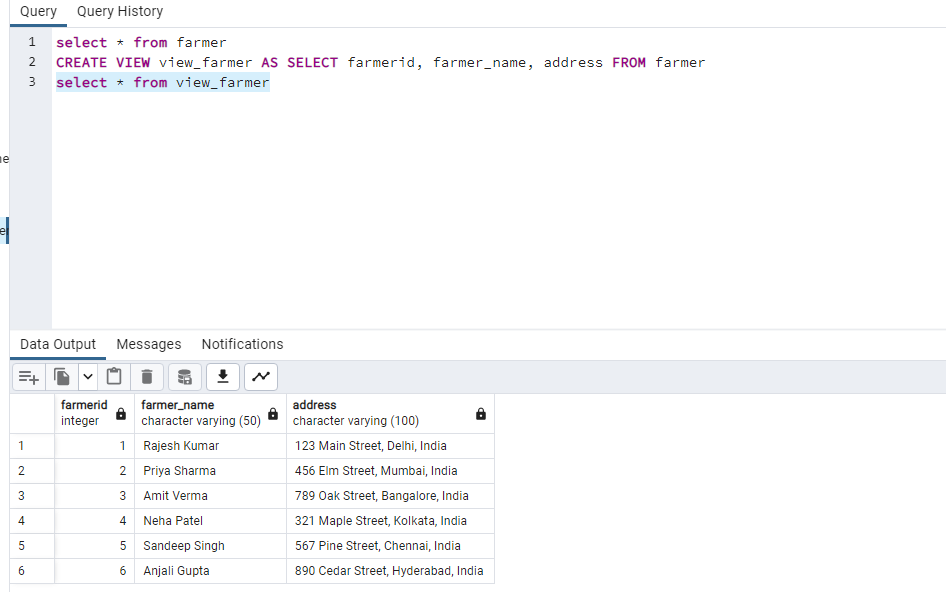 Query Query History
1 select * from farmer
2 CREATE VIEW view_farmer AS SELECT farmerid, farmer_name, address FROM farmer
3 select * from view_farmer
Data Output Messages Notifications
farmerid farmer_name address
integer character varying (50) character varying (100)
1 1 Rajesh Kumar 123 Main Street, Delhi, India
2 2 Priya Sharma 456 Elm Street, Mumbai, India
3 3 Amit Verma 789 Oak Street, Bangalore, India
4 4 Neha Patel 321 Maple Street, Kolkata, India
5 5 Sandeep Singh 567 Pine Street, Chennai, India
6 6 Anjali Gupta 890 Cedar Street, Hyderabad, India